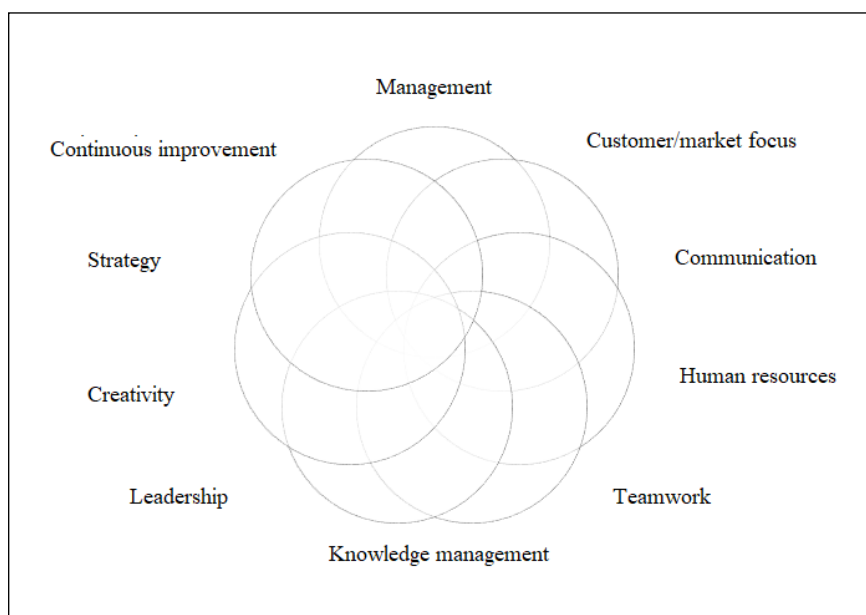 Management
Customer/market focus
Continuous improvement
Communication
Strategy
Human resources
Creativity
Leadership
Teamwork
Knowledge management